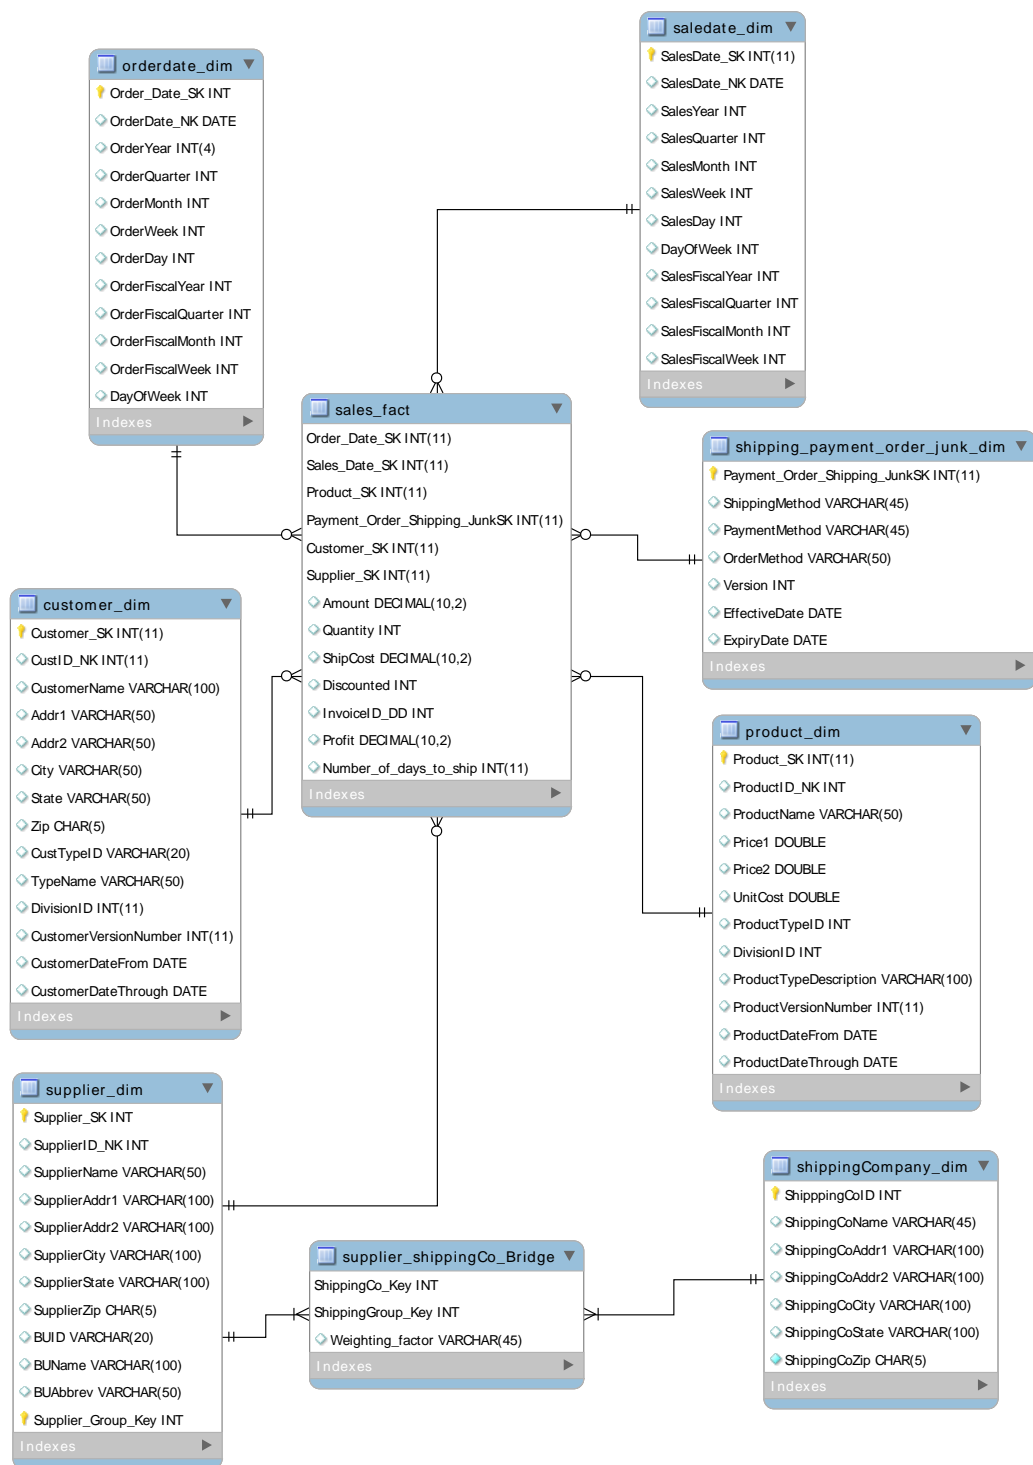 orderdate_dim
Order_Date_SK INT
OrderDate_NK DATE
OrderYear INT(4)
OrderQuarter INT
OrderMonth INT
OrderWeek INT
OrderDay INT
OrderFiscalYear INT
OrderFiscalQuarter INT
OrderFiscalMonth INT
OrderFiscalWeek INT
DayOfWeek INT
Indexes
saledate_dim
SalesDate_SK INT(11)
SalesDate_NK DATE
SalesYear INT
SalesQuarter INT
SalesMonth INT
SalesWeek INT
SalesDay INT
DayOfWeek INT
SalesFiscalYear INT
SalesFiscalQuarter INT
SalesFiscalMonth INT
SalesFiscalWeek INT
Indexes
sales_fact
Order_Date_SK INT(11)
Sales_Date_SK INT(11)
Product_SK INT(11)
Payment_Order_Shipping_JunkSK INT(11)
Customer_SK INT(11)
Supplier_SK INT(11)
Amount DECIMAL(10,2)
Quantity INT
ShipCost DECIMAL(10,2)
Discounted INT
InvoiceID_DD INT
Profit DECIMAL(10,2)
Number_of_days_to_ship INT(11)
Indexes
shipping_payment_order_junk_dim
Payment_Order_Shipping_JunkSK INT(11)
ShippingMethod VARCHAR(45)
PaymentMethod VARCHAR(45)
OrderMethod VARCHAR(50)
Version INT
EffectiveDate DATE
ExpiryDate DATE
Indexes
customer_dim
Customer_SK INT(11)
CustID_NK INT(11)
CustomerName VARCHAR(100)
Addr1 VARCHAR(50)
Addr2 VARCHAR(50)
City VARCHAR(50)
State VARCHAR(50)
Zip CHAR(5)
CustTypeID VARCHAR(20)
TypeName VARCHAR(50)
DivisionID INT(11)
CustomerVersionNumber INT(11)
CustomerDateFrom DATE
CustomerDateThrough DATE
Indexes
product_dim
Product_SK INT(11)
ProductID_NK INT
ProductName VARCHAR(50)
Price1 DOUBLE
Price2 DOUBLE
UnitCost DOUBLE
ProductTypeID INT
DivisionID INT
ProductTypeDescription VARCHAR(100)
ProductVersionNumber INT(11)
ProductDateFrom DATE
ProductDateThrough DATE
Indexes
supplier_dim
Supplier_SK INT
SupplierID_NK INT
SupplierName VARCHAR(50)
SupplierAddr1 VARCHAR(100)
SupplierAddr2 VARCHAR(100)
SupplierCity VARCHAR(100)
SupplierState VARCHAR(100)
SupplierZip CHAR(5)
BUID VARCHAR(20)
BUName VARCHAR(100)
BUAbbrev VARCHAR(50)
Supplier_Group_Key INT
Indexes
supplier_shippingCo_Bridge
ShippingCo_Key INT
ShippingGroup_Key INT
Weighting_factor VARCHAR(45)
Indexes
shippingCompany_dim
ShipppingCoID INT
ShippingCoName VARCHAR(45)
ShippingCoAddr1 VARCHAR(100)
ShippingCoAddr2 VARCHAR(100)
ShippingCoCity VARCHAR(100)
ShippingCoState VARCHAR(100)
ShippingCoZip CHAR(5)
Indexes